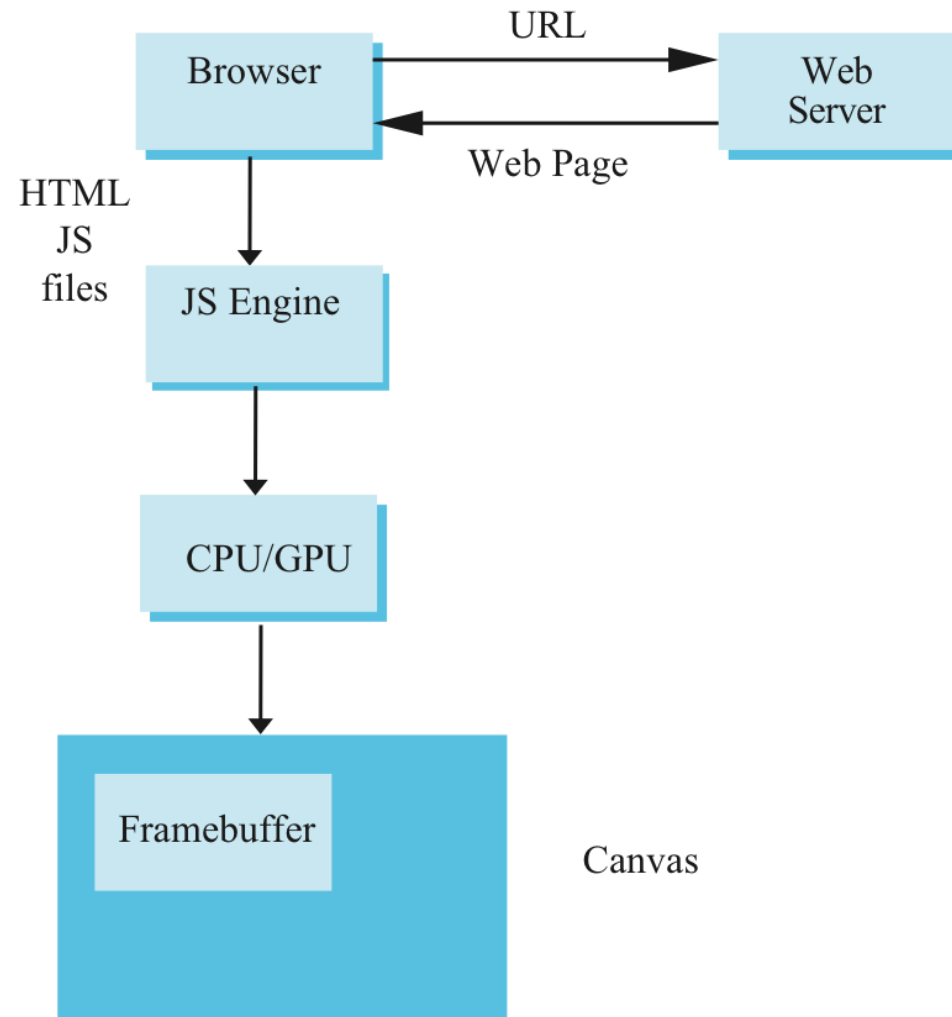 URL
Browser
Web
Server
Web Page
HTML
JS
files
JS Engine
CPU/GPU
Framebuffer
Canvas